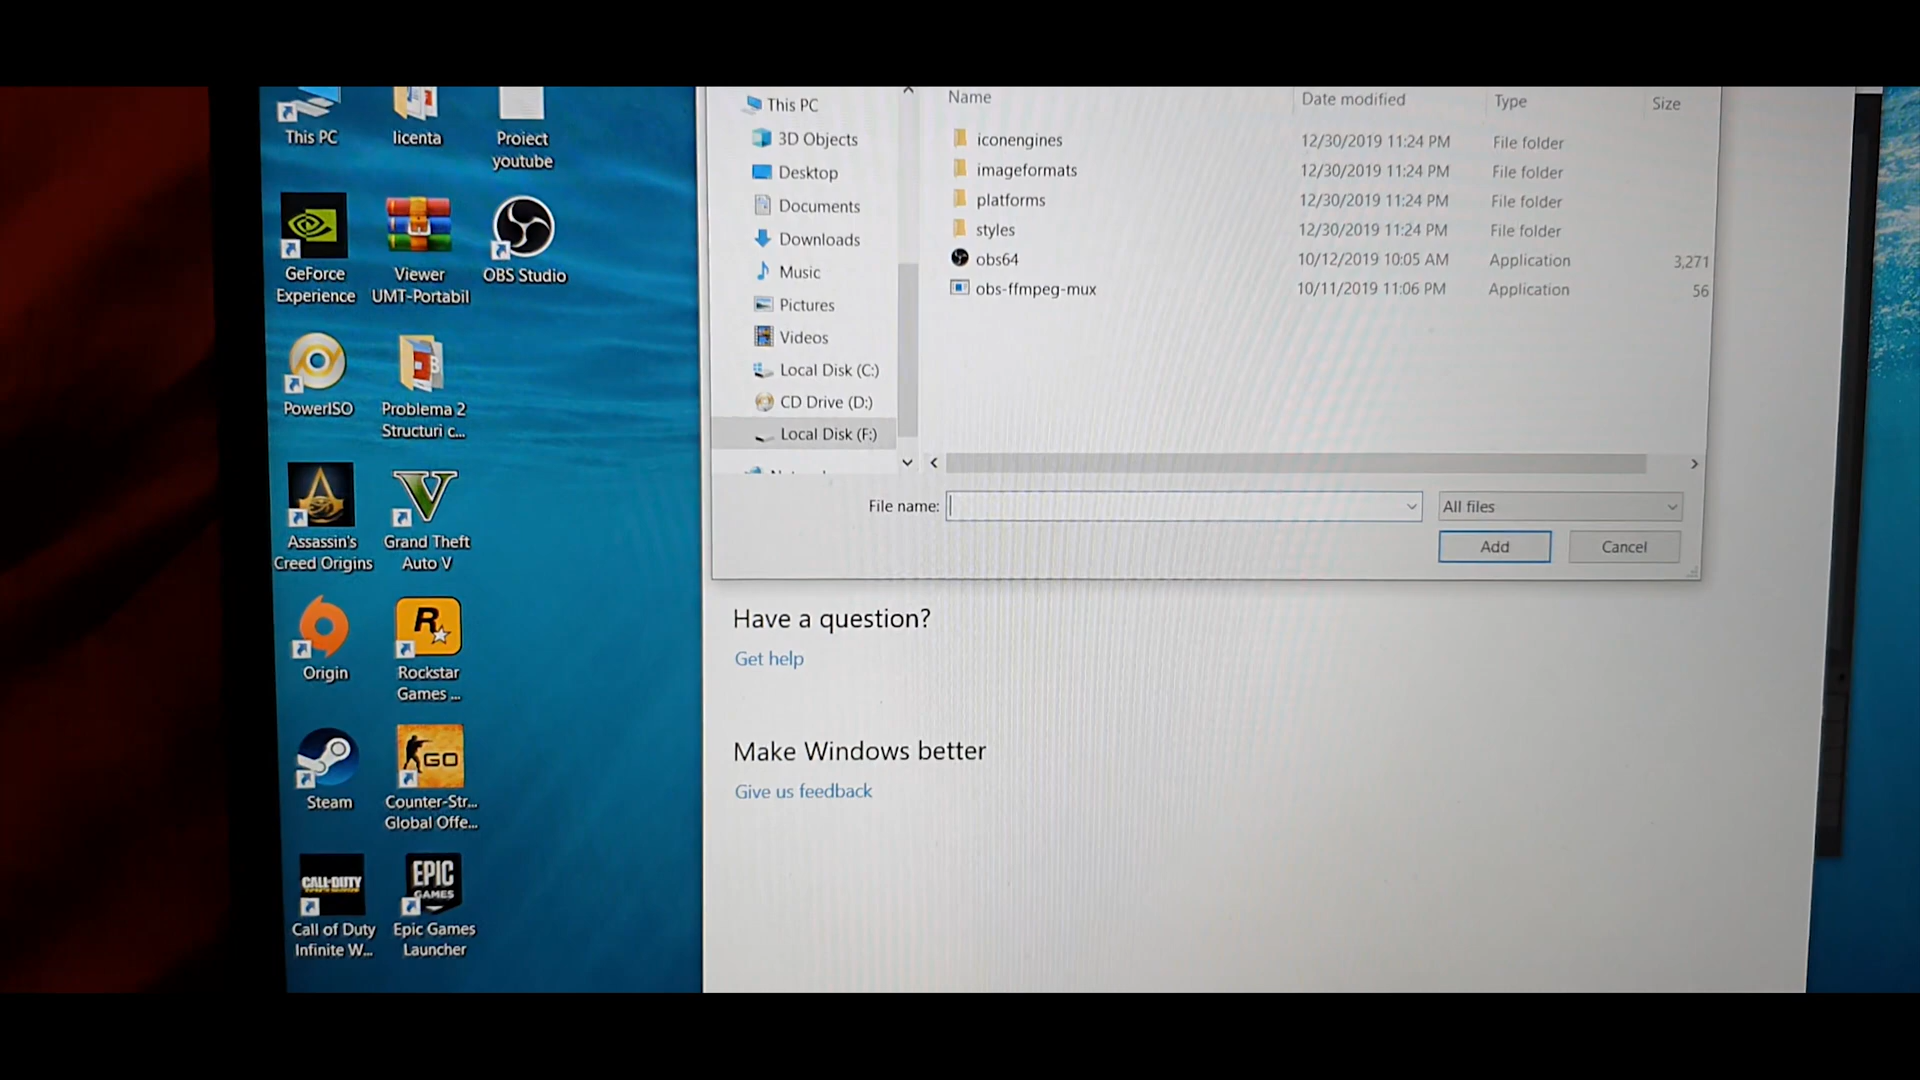 This PC
licenta
Proiect
youtube
GeForce
Experience
Viewer
UMT-Portabil
OBS Studio
PowerISO
Problema 2
Structuri c...
Assassin's
Creed Origins
Grand Theft
Auto V
Origin
Rockstar
Games ...
Steam
GO
Counter-Str...
Global Offe...
CALL OF DUTY
Call of Duty
Infinite W...
EPIC
GAMES
Epic Games
Launcher
This PC
3D Objects
Desktop
Documents
Downloads
Music
Pictures
Videos
Local Disk (C:)
CD Drive (D:)
Local Disk (F:)
Name Date modified Type Size
iconengines 12/30/2019 11:24 PM File folder
imageformats 12/30/2019 11:24 PM File folder
platforms 12/30/2019 11:24 PM File folder
styles 12/30/2019 11:24 PM File folder
obs64 10/12/2019 10:05 AM Application 3,271
obs-ffmpeg-mux 10/11/2019 11:06 PM Application 56
File name: All files
Add Cancel
Have a question?
Get help
Make Windows better
Give us feedback